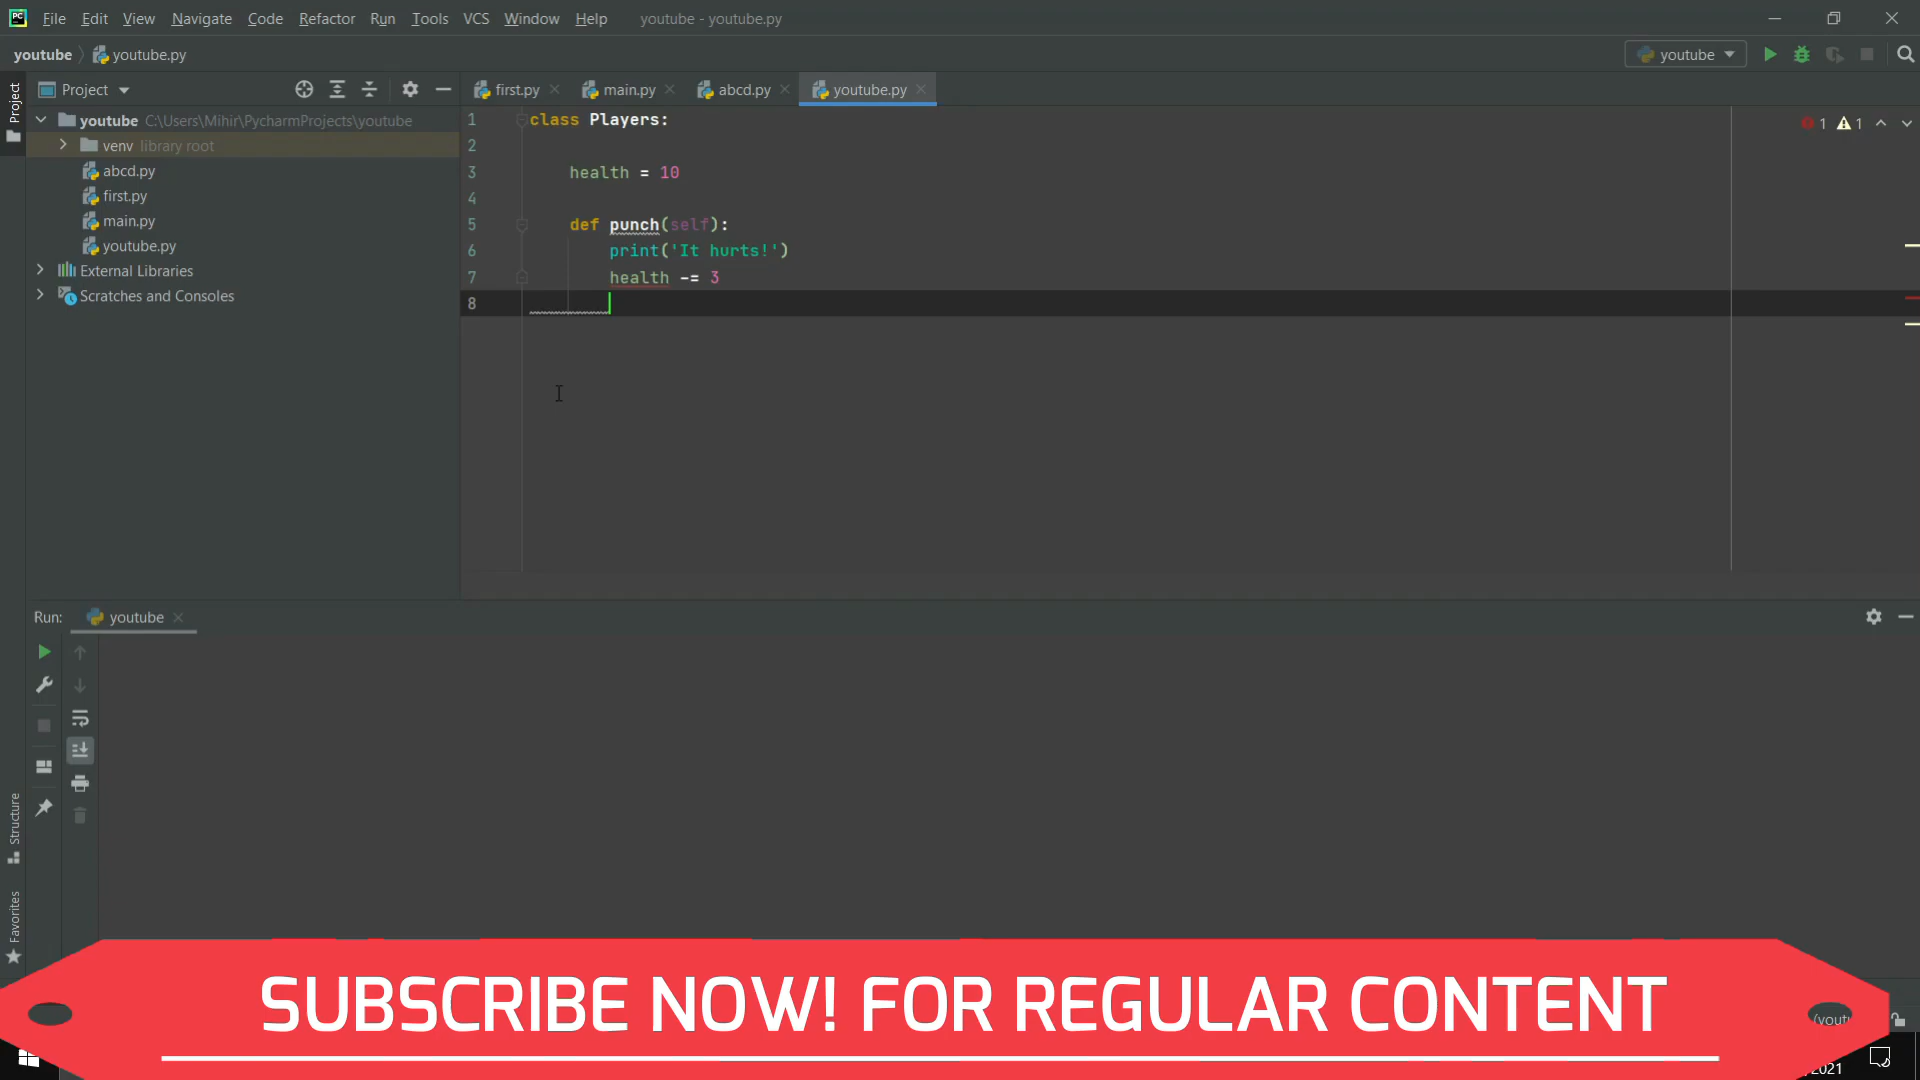 File Edit View Navigate Code Refactor Run Tools VCS Window Help youtube - youtube.py
youtube youtube.py youtube
Project
Project
first.py main.py abcd.py youtube.py
youtube C:\Users\Mihir\PycharmProjects\youtube
venv library root
abcd.py
first.py
main.py
youtube.py
External Libraries
Scratches and Consoles
1 class Players:
2
3 health = 10
4
5 def punch(self):
6 print('It hurts!')
7 health -= 3
8
1 1
Run: youtube
Structure
Favorites
SUBSCRIBE NOW! FOR REGULAR CONTENT
2021